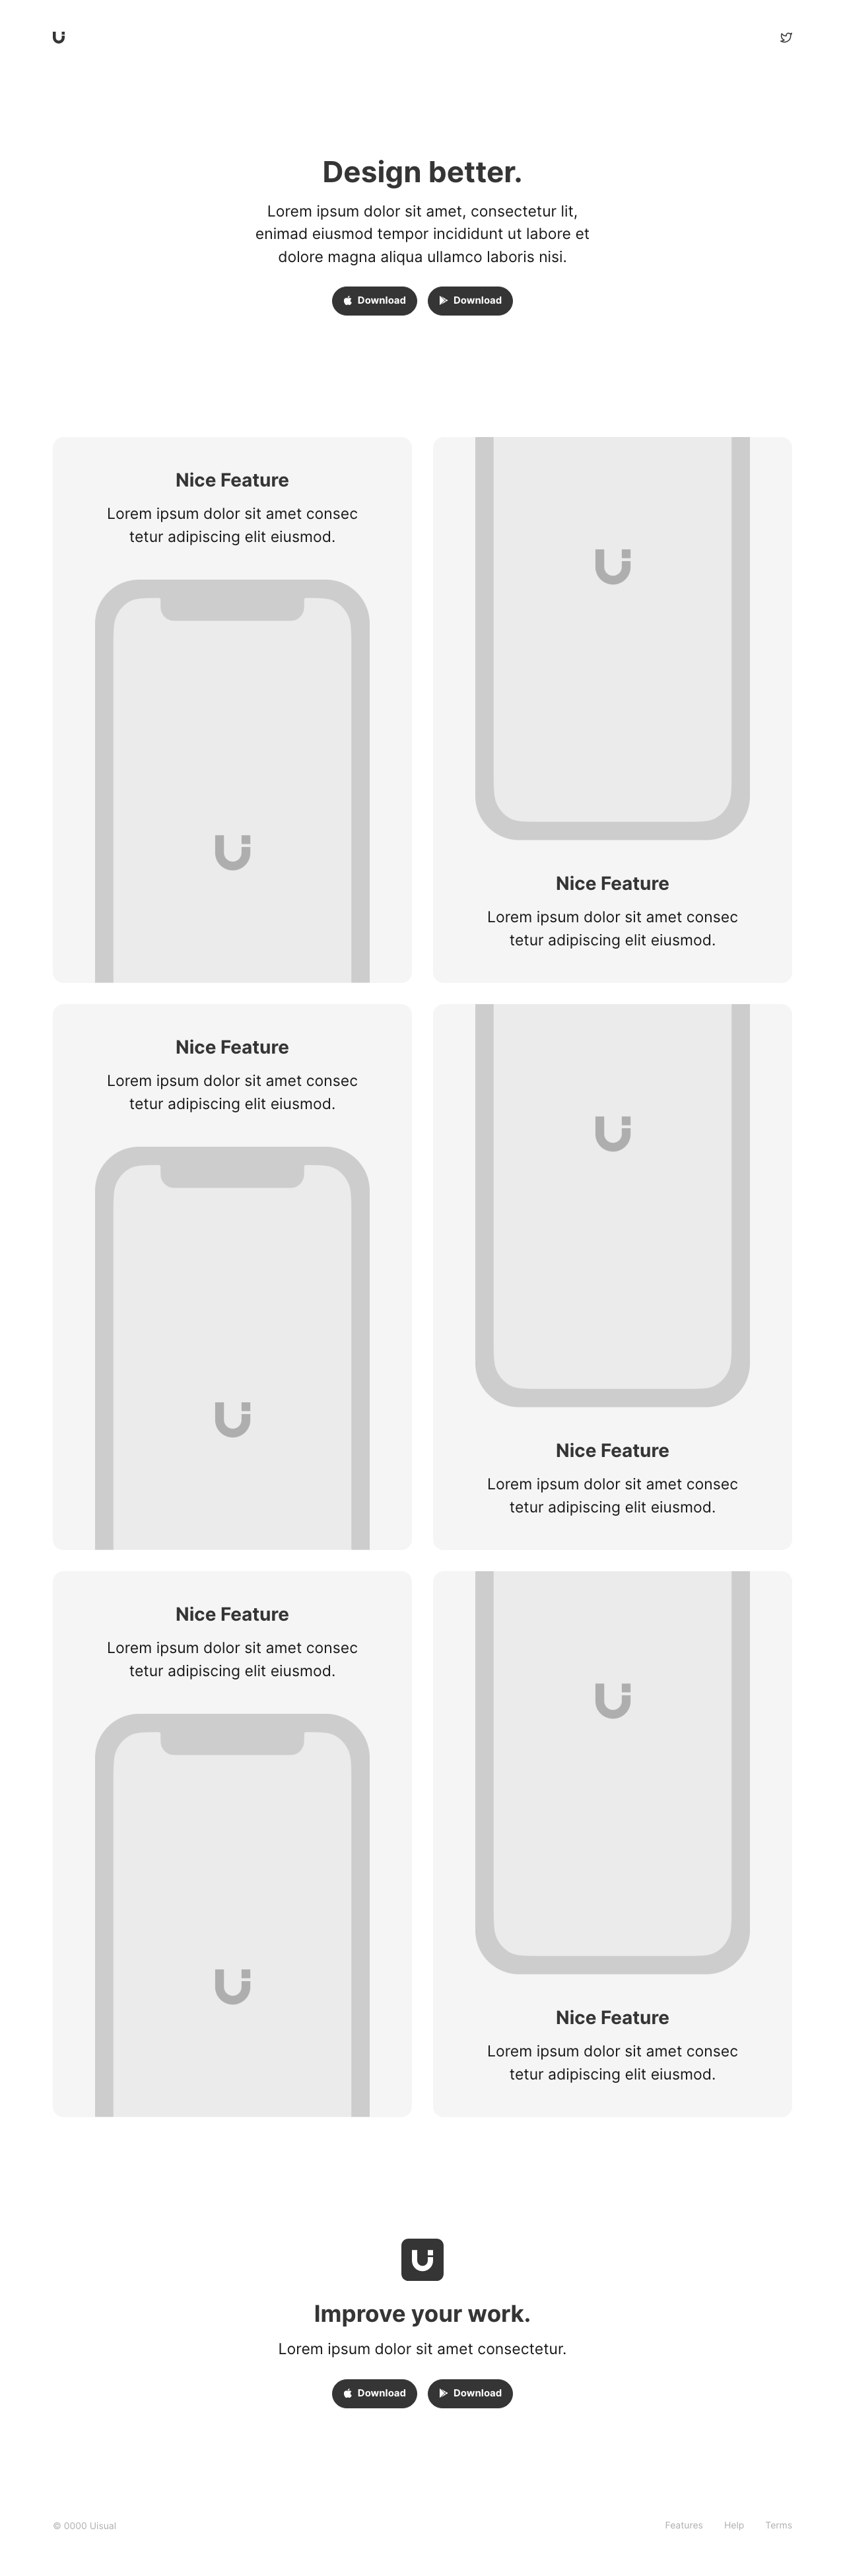 Design better.
Lorem ipsum dolor sit amet, consectetur lit,
enimad eiusmod tempor incididunt ut labore et
dolore magna aliqua ullamco laboris nisi.
Download
Download
Nice Feature
Lorem ipsum dolor sit amet consec
tetur adipiscing elit eiusmod.
Nice Feature
Lorem ipsum dolor sit amet consec
tetur adipiscing elit eiusmod.
Nice Feature
Lorem ipsum dolor sit amet consec
tetur adipiscing elit eiusmod.
Nice Feature
Lorem ipsum dolor sit amet consec
tetur adipiscing elit eiusmod.
Nice Feature
Lorem ipsum dolor sit amet consec
tetur adipiscing elit eiusmod.
Nice Feature
Lorem ipsum dolor sit amet consec
tetur adipiscing elit eiusmod.
Improve your work.
Lorem ipsum dolor sit amet consectetur.
Download
Download
© 0000 Uisual
Features
Help
Terms